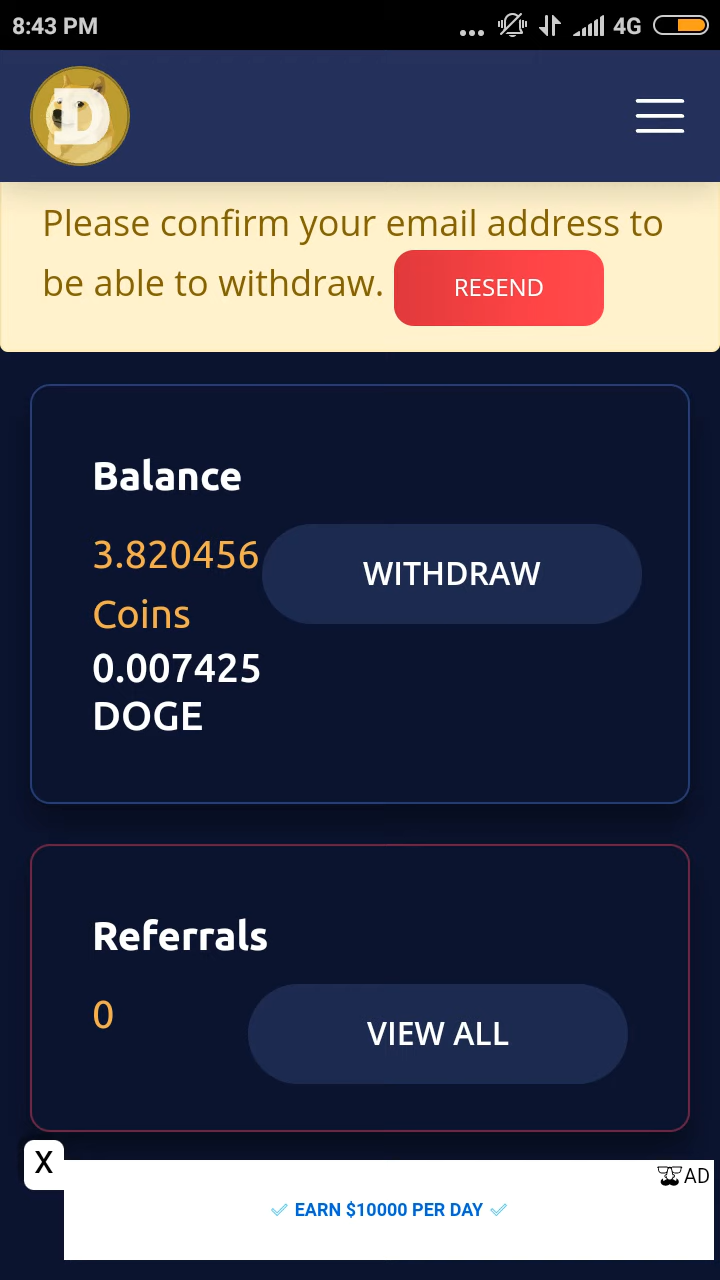 8:43 PM
4G
D
Please confirm your email address to
be able to withdraw. RESEND
Balance
3.820456
Coins
WITHDRAW
0.007425
DOGE
Referrals
0
VIEW ALL
X
AD
EARN $10000 PER DAY